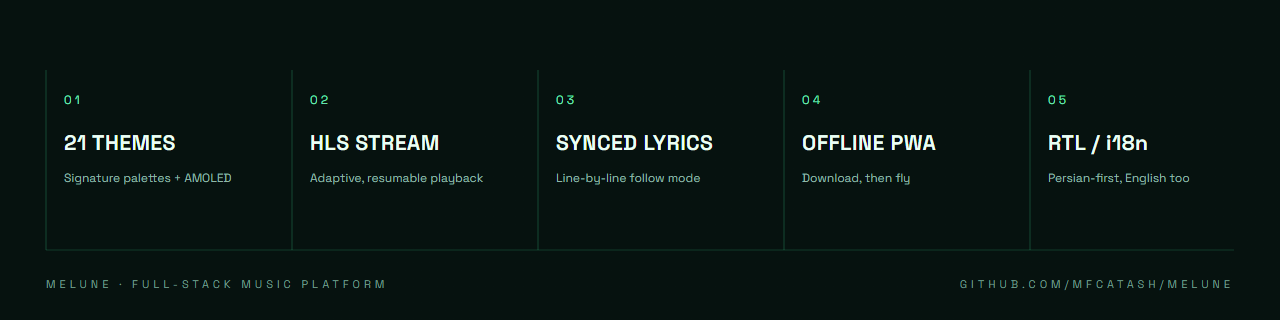 01
21 THEMES
Signature palettes + AMOLED
02
HLS STREAM
Adaptive, resumable playback
03
SYNCED LYRICS
Line-by-line follow mode
04
OFFLINE PWA
Download, then fly
05
RTL / i18n
Persian-first, English too
MELUNE · FULL-STACK MUSIC PLATFORM
GITHUB.COM/MFCATASH/MELUNE